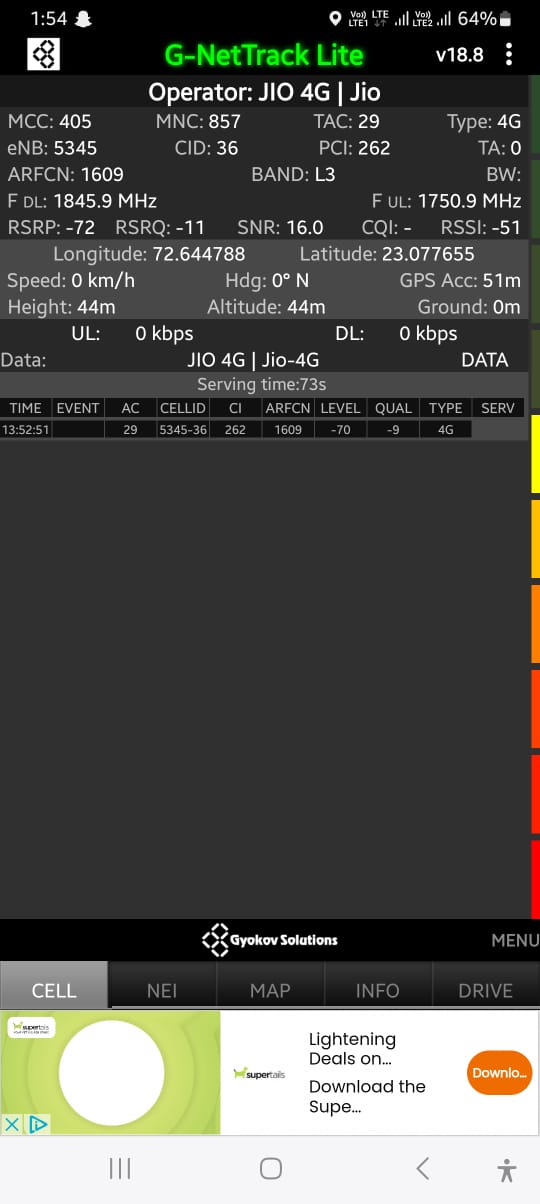 1:54 Vo)) LTE1 LTE Vo)) LTE2 64%
G-NetTrack Lite v18.8
Operator: JIO 4G | Jio
MCC: 405 MNC: 857 TAC: 29 Type: 4G
eNB: 5345 CID: 36 PCI: 262 TA: 0
ARFCN: 1609 BAND: L3 BW:
F DL: 1845.9 MHz F UL: 1750.9 MHz
RSRP: -72 RSRQ: -11 SNR: 16.0 CQI: - RSSI: -51
Longitude: 72.644788 Latitude: 23.077655
Speed: 0 km/h Hdg: 0° N GPS Acc: 51m
Height: 44m Altitude: 44m Ground: 0m
UL: 0 kbps DL: 0 kbps
Data: JIO 4G | Jio-4G DATA
Serving time:73s
TIME EVENT AC CELLID CI ARFCN LEVEL QUAL TYPE SERV
13:52:51 29 5345-36 262 1609 -70 -9 4G
Gyokov Solutions MENU
CELL NEI MAP INFO DRIVE
supertails
supertails
Lightening
Deals on...
Download the
Supe...
Downlo...